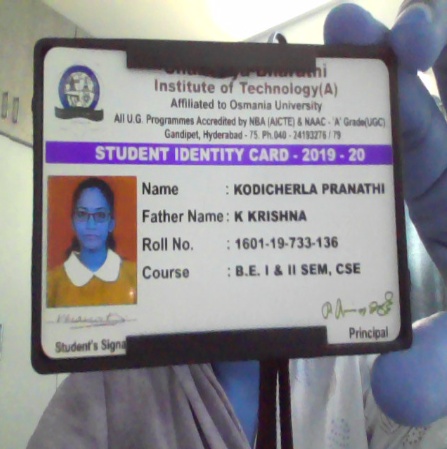 Bharathi
Institute of Technology(A)
Affiliated to Osmania University
All U.G. Programmes Accredited by NBA (AICTE) & NAAC - 'A' Grade(UGC)
Gandipet, Hyderabad - 75. Ph.040 - 24193276 / 79
STUDENT IDENTITY CARD - 2019 - 20
Name : KODICHERLA PRANATHI
Father Name : K KRISHNA
Roll No. : 1601-19-733-136
Course : B.E. I & II SEM, CSE
Student's Signa
Principal